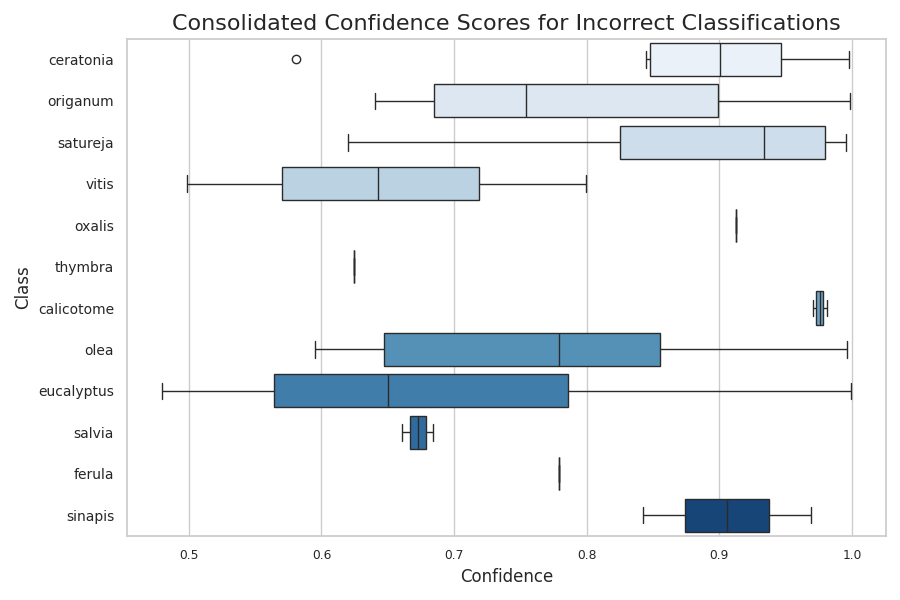 Consolidated Confidence Scores for Incorrect Classifications
ceratonia
origanum
satureja
vitis
oxalis
thymbra
calicotome
olea
eucalyptus
salvia
ferula
sinapis
Class
0.5 0.6 0.7 0.8 0.9 1.0
Confidence